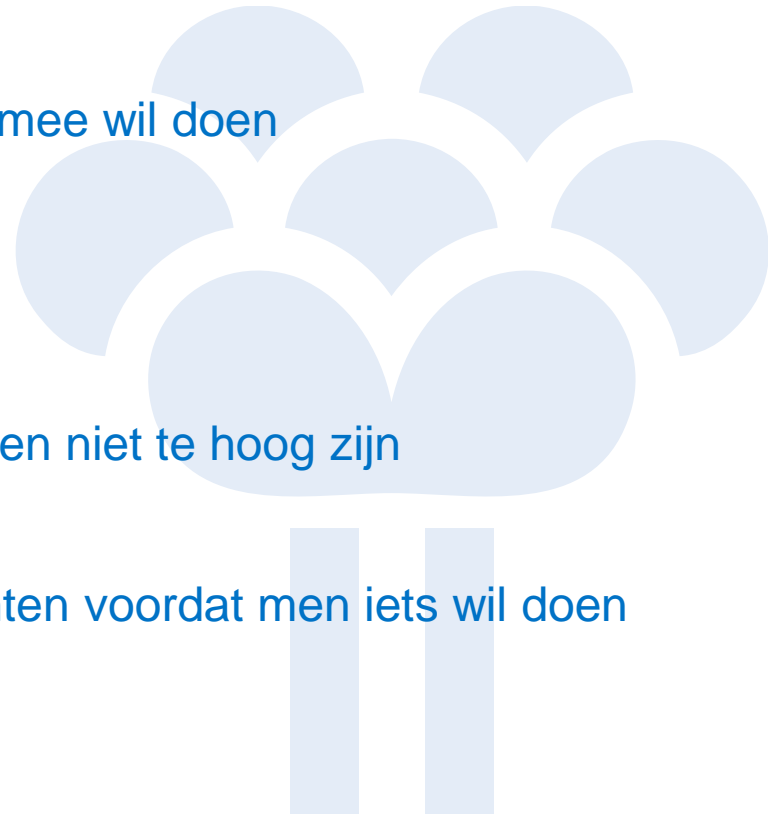 mee wil doen
en niet te hoog zijn
ten voordat men iets wil doen